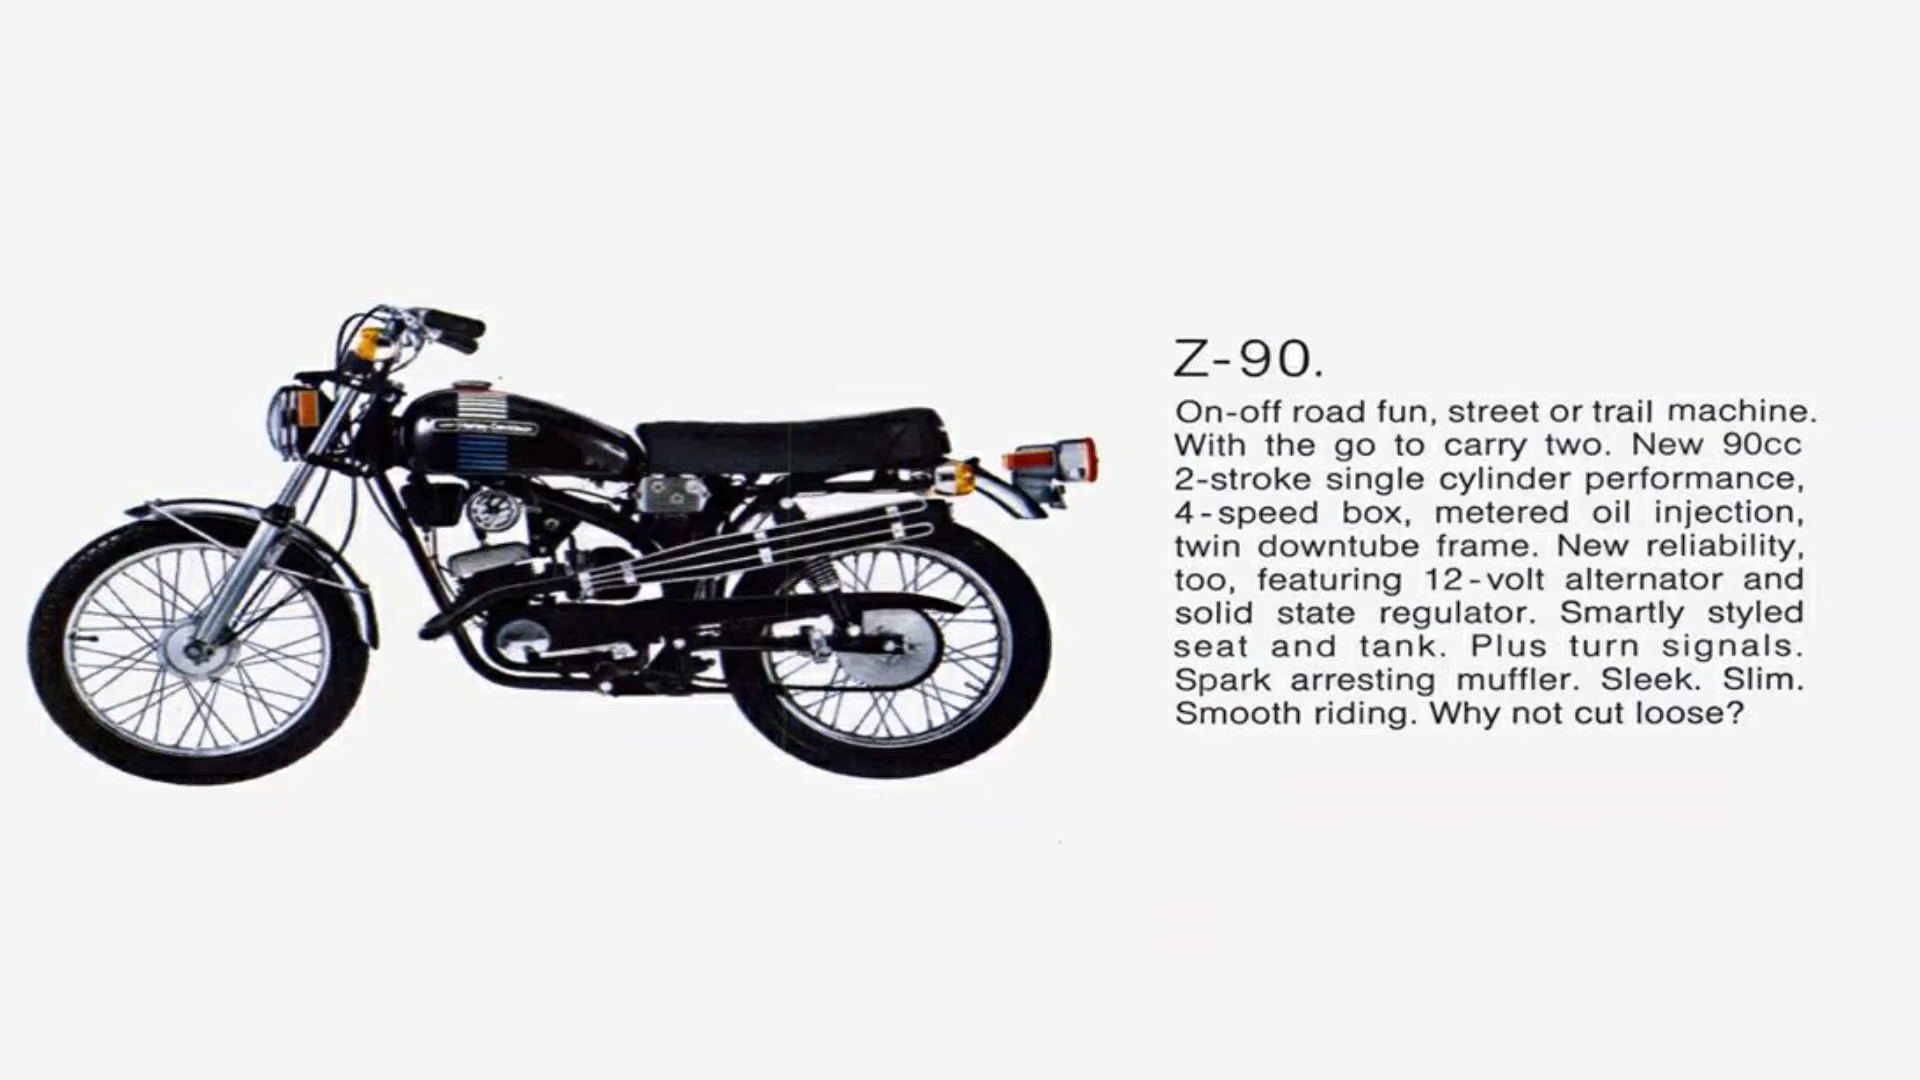 Harley-Davidson
Z-90.
On-off road fun, street or trail machine.
With the go to carry two. New 90cc
2-stroke single cylinder performance,
4-speed box, metered oil injection,
twin downtube frame. New reliability,
too, featuring 12-volt alternator and
solid state regulator. Smartly styled
seat and tank. Plus turn signals.
Spark arresting muffler. Sleek. Slim.
Smooth riding. Why not cut loose?